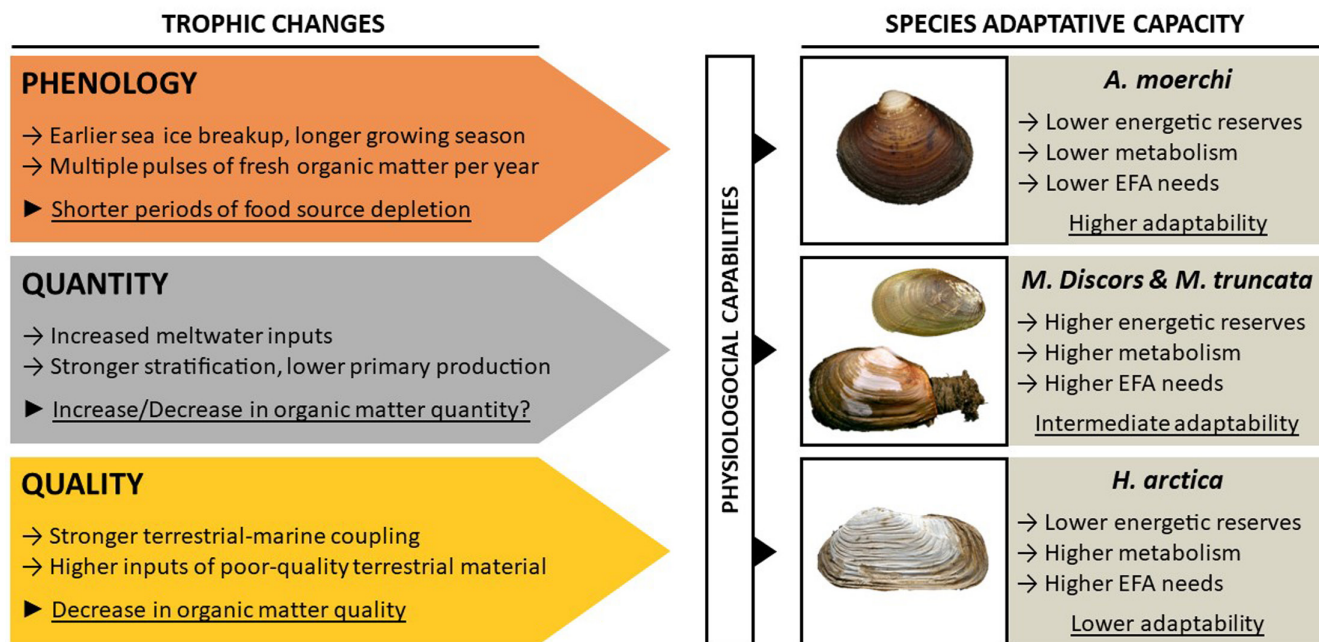 TROPHIC CHANGES
PHENOLOGY
→ Earlier sea ice breakup, longer growing season
→ Multiple pulses of fresh organic matter per year
► Shorter periods of food source depletion
QUANTITY
→ Increased meltwater inputs
→ Stronger stratification, lower primary production
► Increase/Decrease in organic matter quantity?
QUALITY
→ Stronger terrestrial-marine coupling
→ Higher inputs of poor-quality terrestrial material
► Decrease in organic matter quality
PHYSIOLOGOCIAL CAPABILITIES
SPECIES ADAPTATIVE CAPACITY
A. moerchi
→ Lower energetic reserves
→ Lower metabolism
→ Lower EFA needs
Higher adaptability
M. Discors & M. truncata
→ Higher energetic reserves
→ Higher metabolism
→ Higher EFA needs
Intermediate adaptability
H. arctica
→ Lower energetic reserves
→ Higher metabolism
→ Higher EFA needs
Lower adaptability